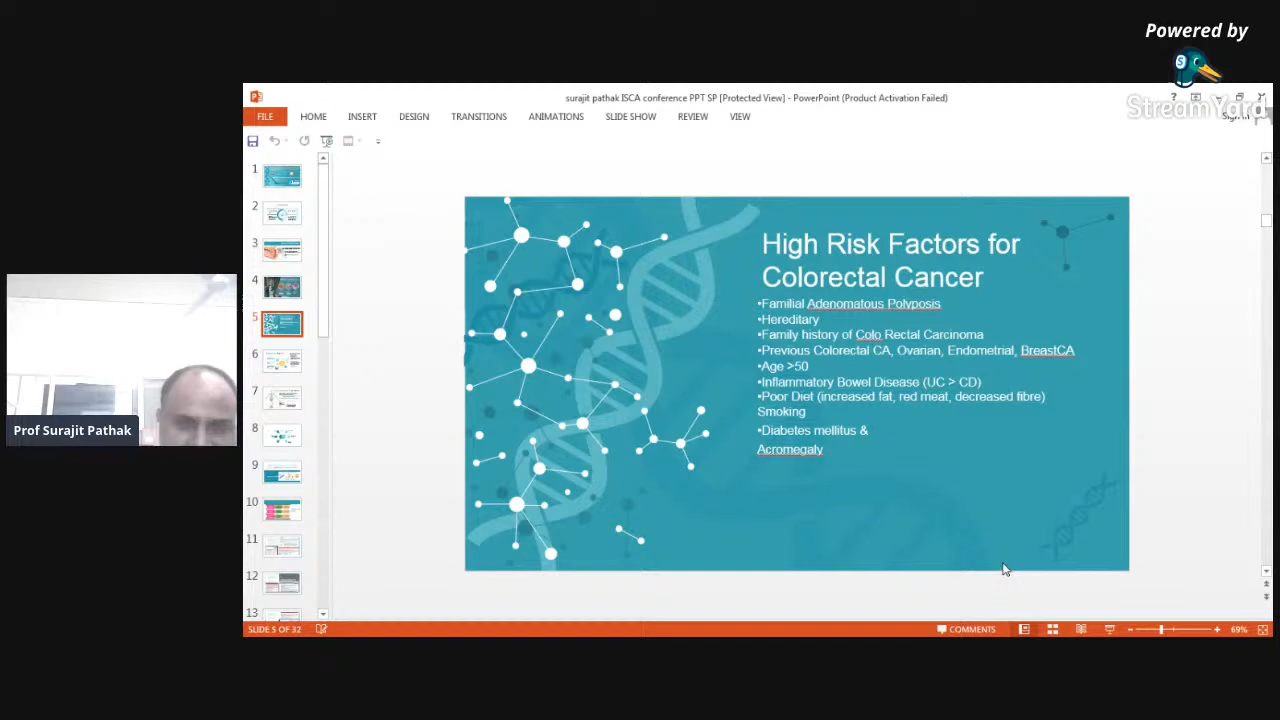 Powered by
StreamYard
surajit pathak ISCA conference PPT SP [Protected View] - PowerPoint (Product Activation Failed)
FILE HOME INSERT DESIGN TRANSITIONS ANIMATIONS SLIDE SHOW REVIEW VIEW
1
2
3
4
5
6
7
8
9
10
11
12
13
High Risk Factors for
Colorectal Cancer
•Familial Adenomatous Polyposis
•Hereditary
•Family history of Colo Rectal Carcinoma
•Previous Colorectal CA, Ovarian, Endometrial, BreastCA
•Age >50
•Inflammatory Bowel Disease (UC > CD)
•Poor Diet (increased fat, red meat, decreased fibre)
Smoking
•Diabetes mellitus &
Acromegaly
Prof Surajit Pathak
SLIDE 5 OF 32 COMMENTS 69%